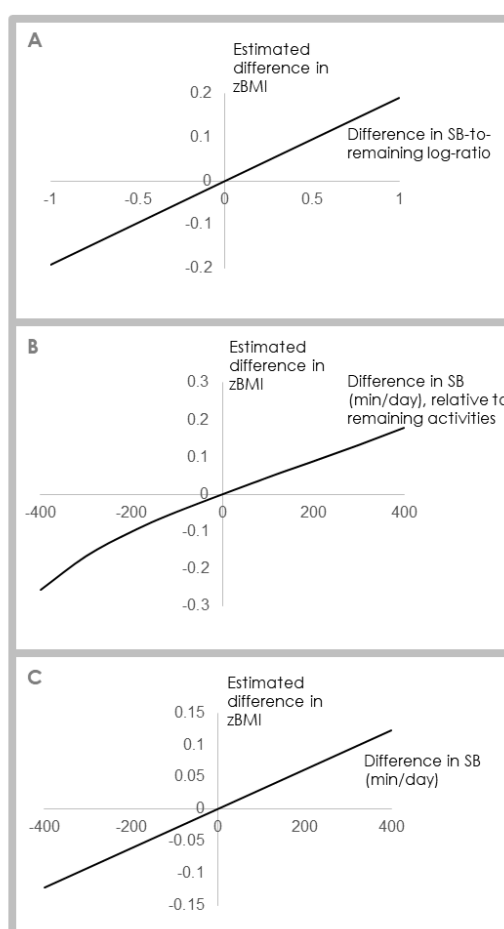 A
Estimated
difference in
zBMI
0.2
0.1
Difference in SB-to-
remaining log-ratio
0
-1
-0.5
0
0.5
1
-0.1
-0.2
B
Estimated
difference in
zBMI
0.3
Difference in SB
(min/day), relative to
remaining activities
0.2
0.1
0
-400
-200
0
200
400
-0.1
-0.2
-0.3
C
Estimated
difference in
zBMI
0.15
0.1
Difference in SB
(min/day)
0.05
0
-400
-200
0
200
400
-0.05
-0.1
-0.15